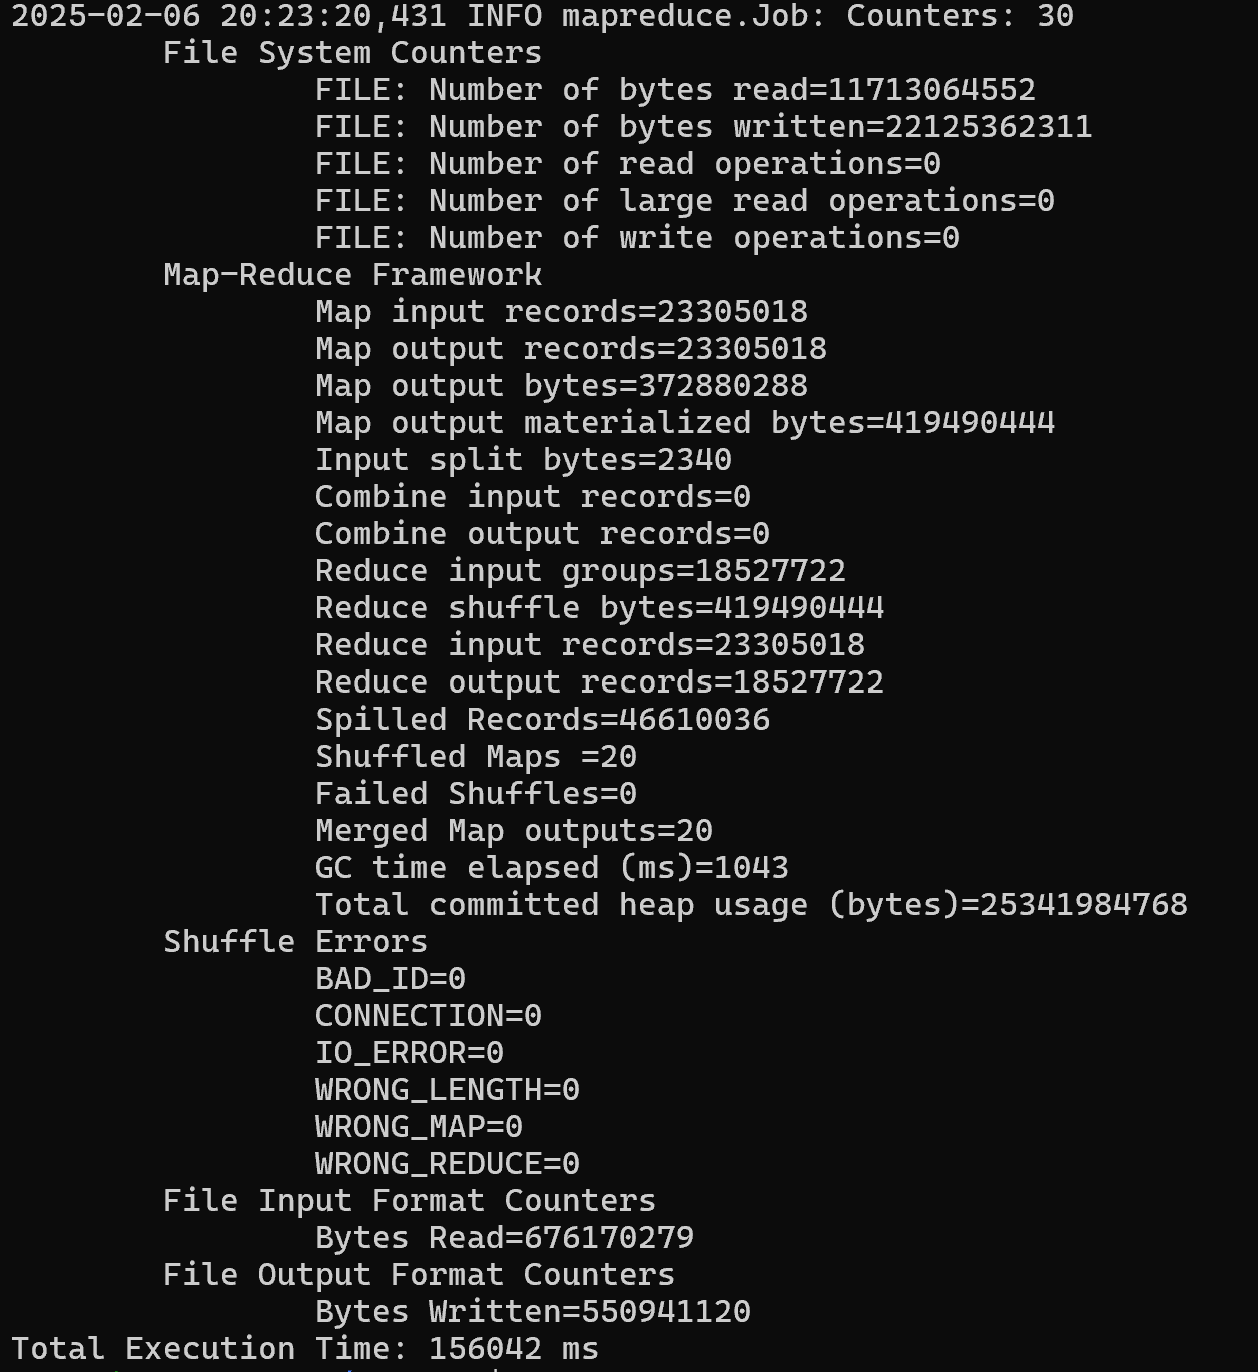 2025-02-06 20:23:20,431 INFO mapreduce.Job: Counters: 30
File System Counters
FILE: Number of bytes read=11713064552
FILE: Number of bytes written=22125362311
FILE: Number of read operations=0
FILE: Number of large read operations=0
FILE: Number of write operations=0
Map-Reduce Framework
Map input records=23305018
Map output records=23305018
Map output bytes=372880288
Map output materialized bytes=419490444
Input split bytes=2340
Combine input records=0
Combine output records=0
Reduce input groups=18527722
Reduce shuffle bytes=419490444
Reduce input records=23305018
Reduce output records=18527722
Spilled Records=46610036
Shuffled Maps =20
Failed Shuffles=0
Merged Map outputs=20
GC time elapsed (ms)=1043
Total committed heap usage (bytes)=25341984768
Shuffle Errors
BAD_ID=0
CONNECTION=0
IO_ERROR=0
WRONG_LENGTH=0
WRONG_MAP=0
WRONG_REDUCE=0
File Input Format Counters
Bytes Read=676170279
File Output Format Counters
Bytes Written=550941120
Total Execution Time: 156042 ms